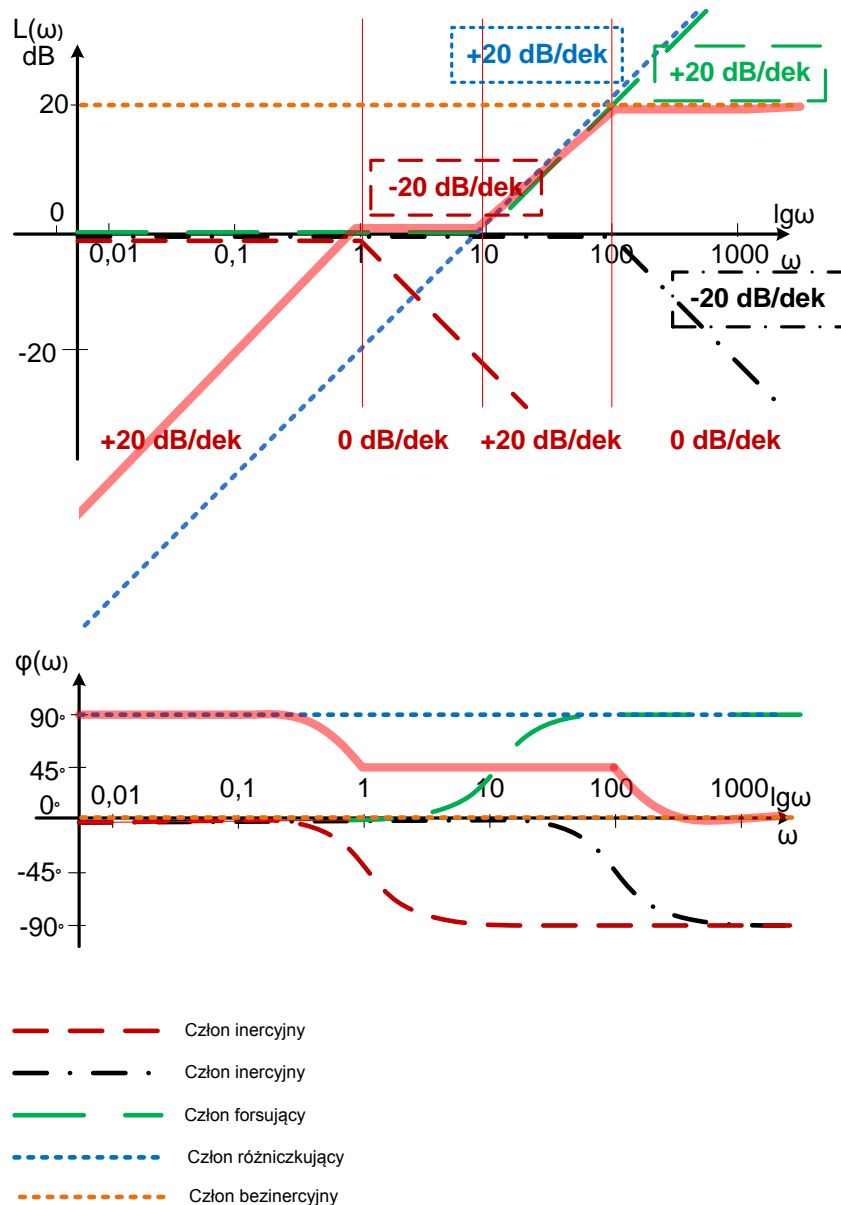 L(ω)
dB
+20 dB/dek
+20 dB/dek
20
-20 dB/dek
0
lgω
0,01 0,1 1 10 100 1000
ω
-20 dB/dek
-20
+20 dB/dek 0 dB/dek +20 dB/dek 0 dB/dek
φ(ω)
90°
45°
0,01 0,1 1 10 100 1000 lgω
0°
ω
-45°
-90°
Człon inercyjny
Człon inercyjny
Człon forsujący
Człon różniczkujący
Człon bezinercyjny